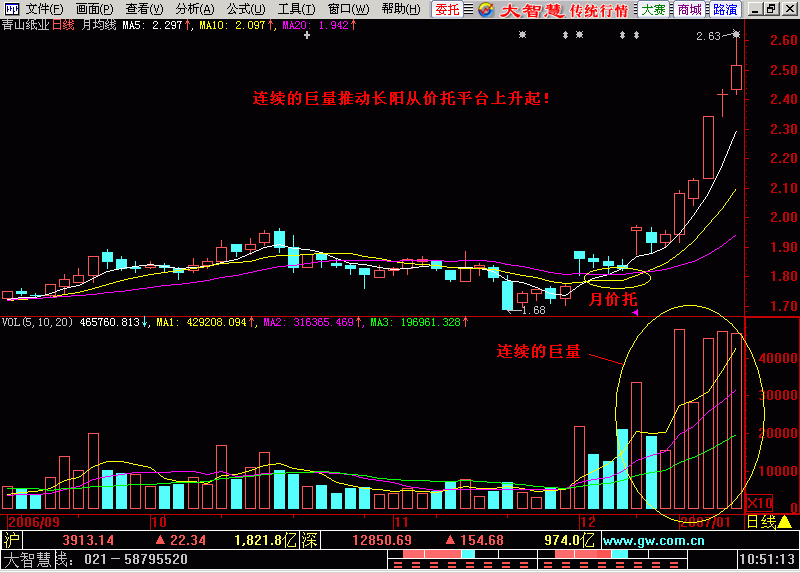 文件(F) 画面(P) 查看(V) 分析(A) 公式(U) 工具(T) 窗口(W) 帮助(H) 委托 大智慧 传统行情 大赛 商城 路演
青山纸业日线 月均线 MA5: 2.297↑, MA10: 2.097↑, MA20: 1.942↑
2.63
2.60
2.50
连续的巨量推动长阳从价托平台上升起!
2.40
2.30
2.20
2.10
2.00
1.90
1.80
月价托
1.70
1.68
VOL(5,10,20) 465760.813↓, MA1: 429208.094↑, MA2: 316365.469↑, MA3: 196961.328↑
连续的巨量
40000
30000
20000
10000
X10
0
2006/09 10 11 12 2007/01 日线
沪 3913.14 ▲ 22.34 1,821.8亿 深 12850.69 ▲ 154.68 974.0亿 www.gw.com.cn
大智慧 线: 021-58795520 10:51:13